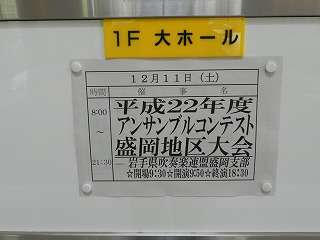 1F 大ホール
12月11日(土)
時間 催事名
8:00
～
21:30
平成22年度
アンサンブルコンテスト
盛岡地区大会
岩手県吹奏楽連盟盛岡支部
☆開場9:30☆開演9:50☆終演18:30